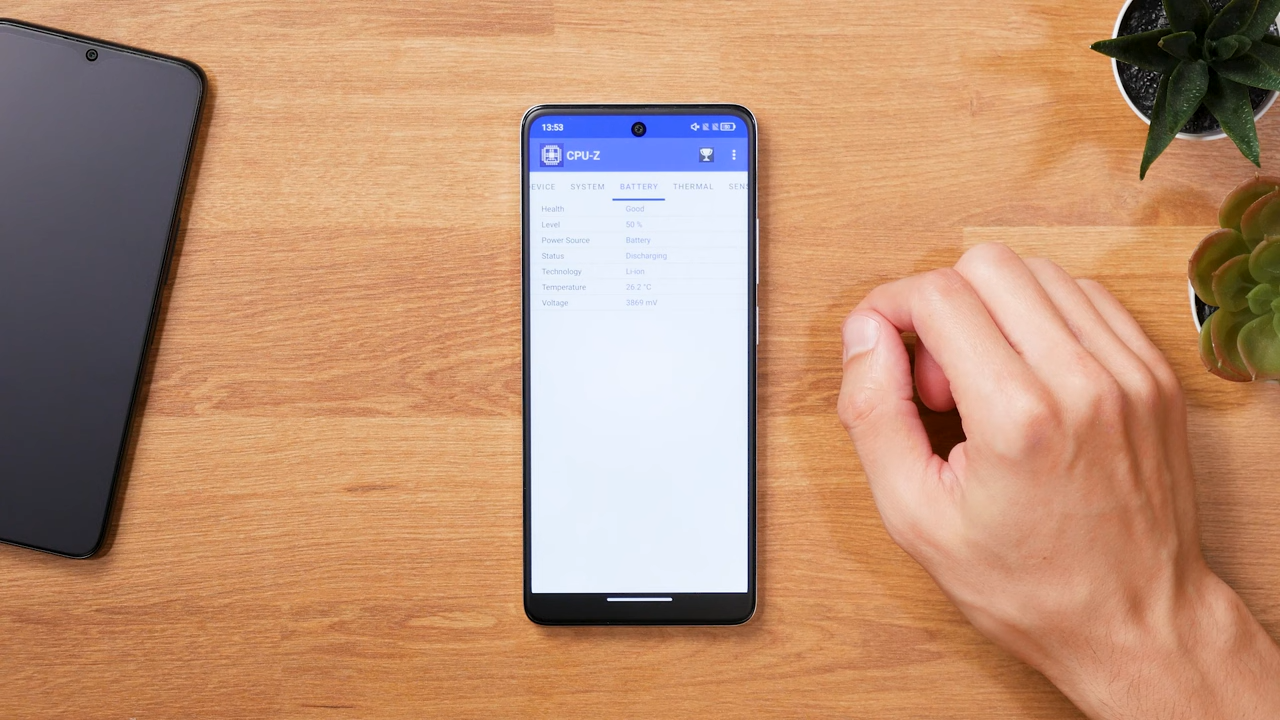 13:53
CPU-Z
EVICE SYSTEM BATTERY THERMAL SEN
Health Good
Level 50 %
Power Source Battery
Status Discharging
Technology Li-ion
Temperature 26.2 °C
Voltage 3869 mV